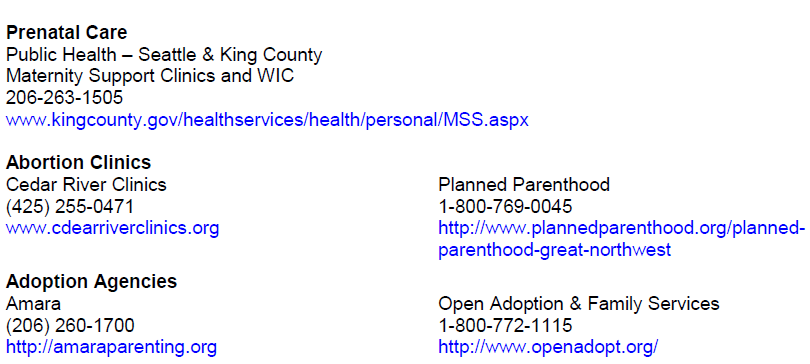 Prenatal Care
Public Health – Seattle & King County
Maternity Support Clinics and WIC
206-263-1505
www.kingcounty.gov/healthservices/health/personal/MSS.aspx
Abortion Clinics
Cedar River Clinics
(425) 255-0471
www.cdearriverclinics.org
Planned Parenthood
1-800-769-0045
http://www.plannedparenthood.org/planned-
parenthood-great-northwest
Adoption Agencies
Amara
(206) 260-1700
http://amaraparenting.org
Open Adoption & Family Services
1-800-772-1115
http://www.openadopt.org/